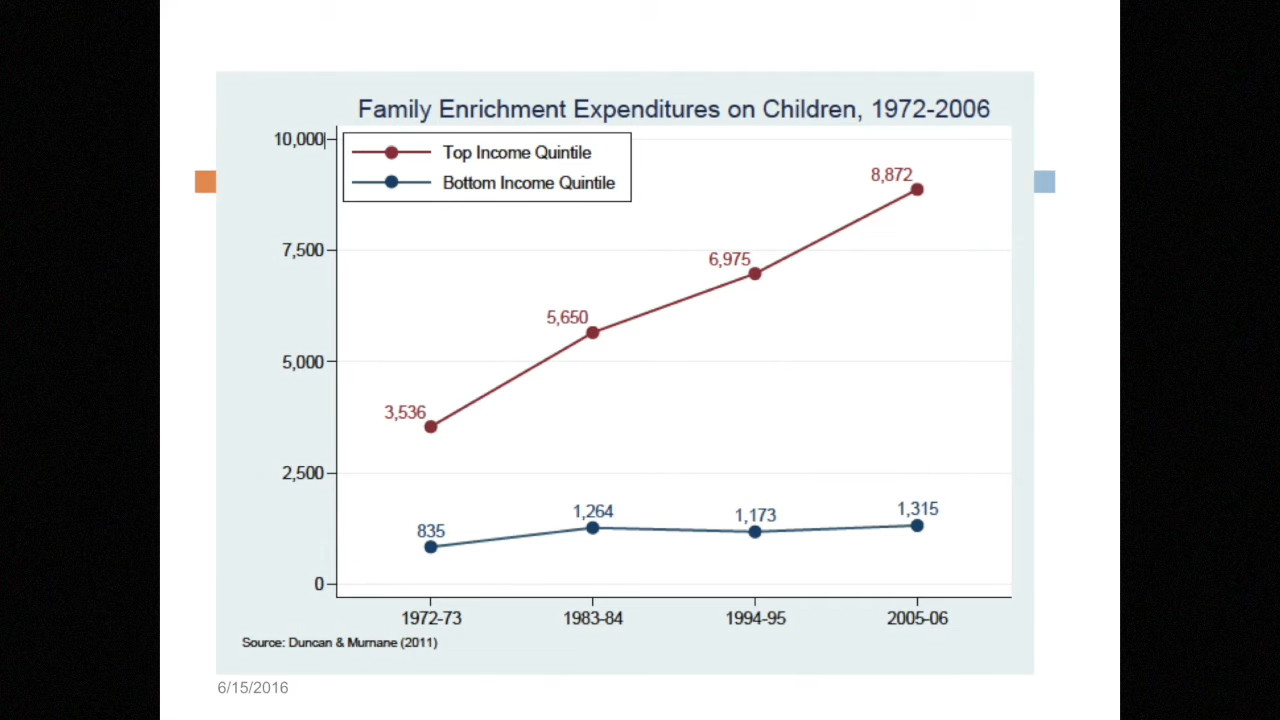 Family Enrichment Expenditures on Children, 1972-2006
10,000
Top Income Quintile
Bottom Income Quintile
8,872
7,500
6,975
5,650
5,000
3,536
2,500
1,264
1,173
1,315
835
0
1972-73 1983-84 1994-95 2005-06
Source: Duncan & Murnane (2011)
6/15/2016